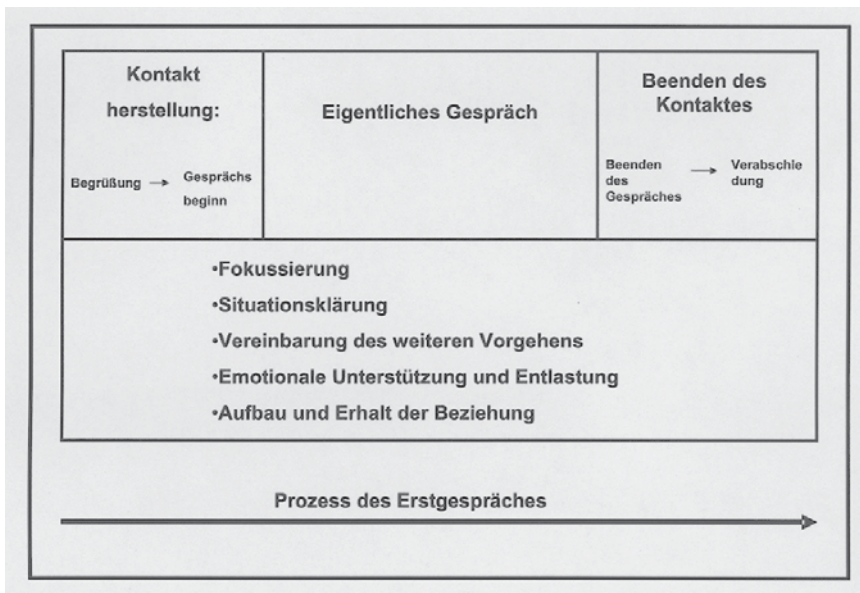 Kontakt
herstellung:
Begrüßung → Gesprächs
beginn
Eigentliches Gespräch
Beenden des
Kontaktes
Beenden
des
Gespräches
→ Verabschie
dung
•Fokussierung
•Situationsklärung
•Vereinbarung des weiteren Vorgehens
•Emotionale Unterstützung und Entlastung
•Aufbau und Erhalt der Beziehung
Prozess des Erstgespräches